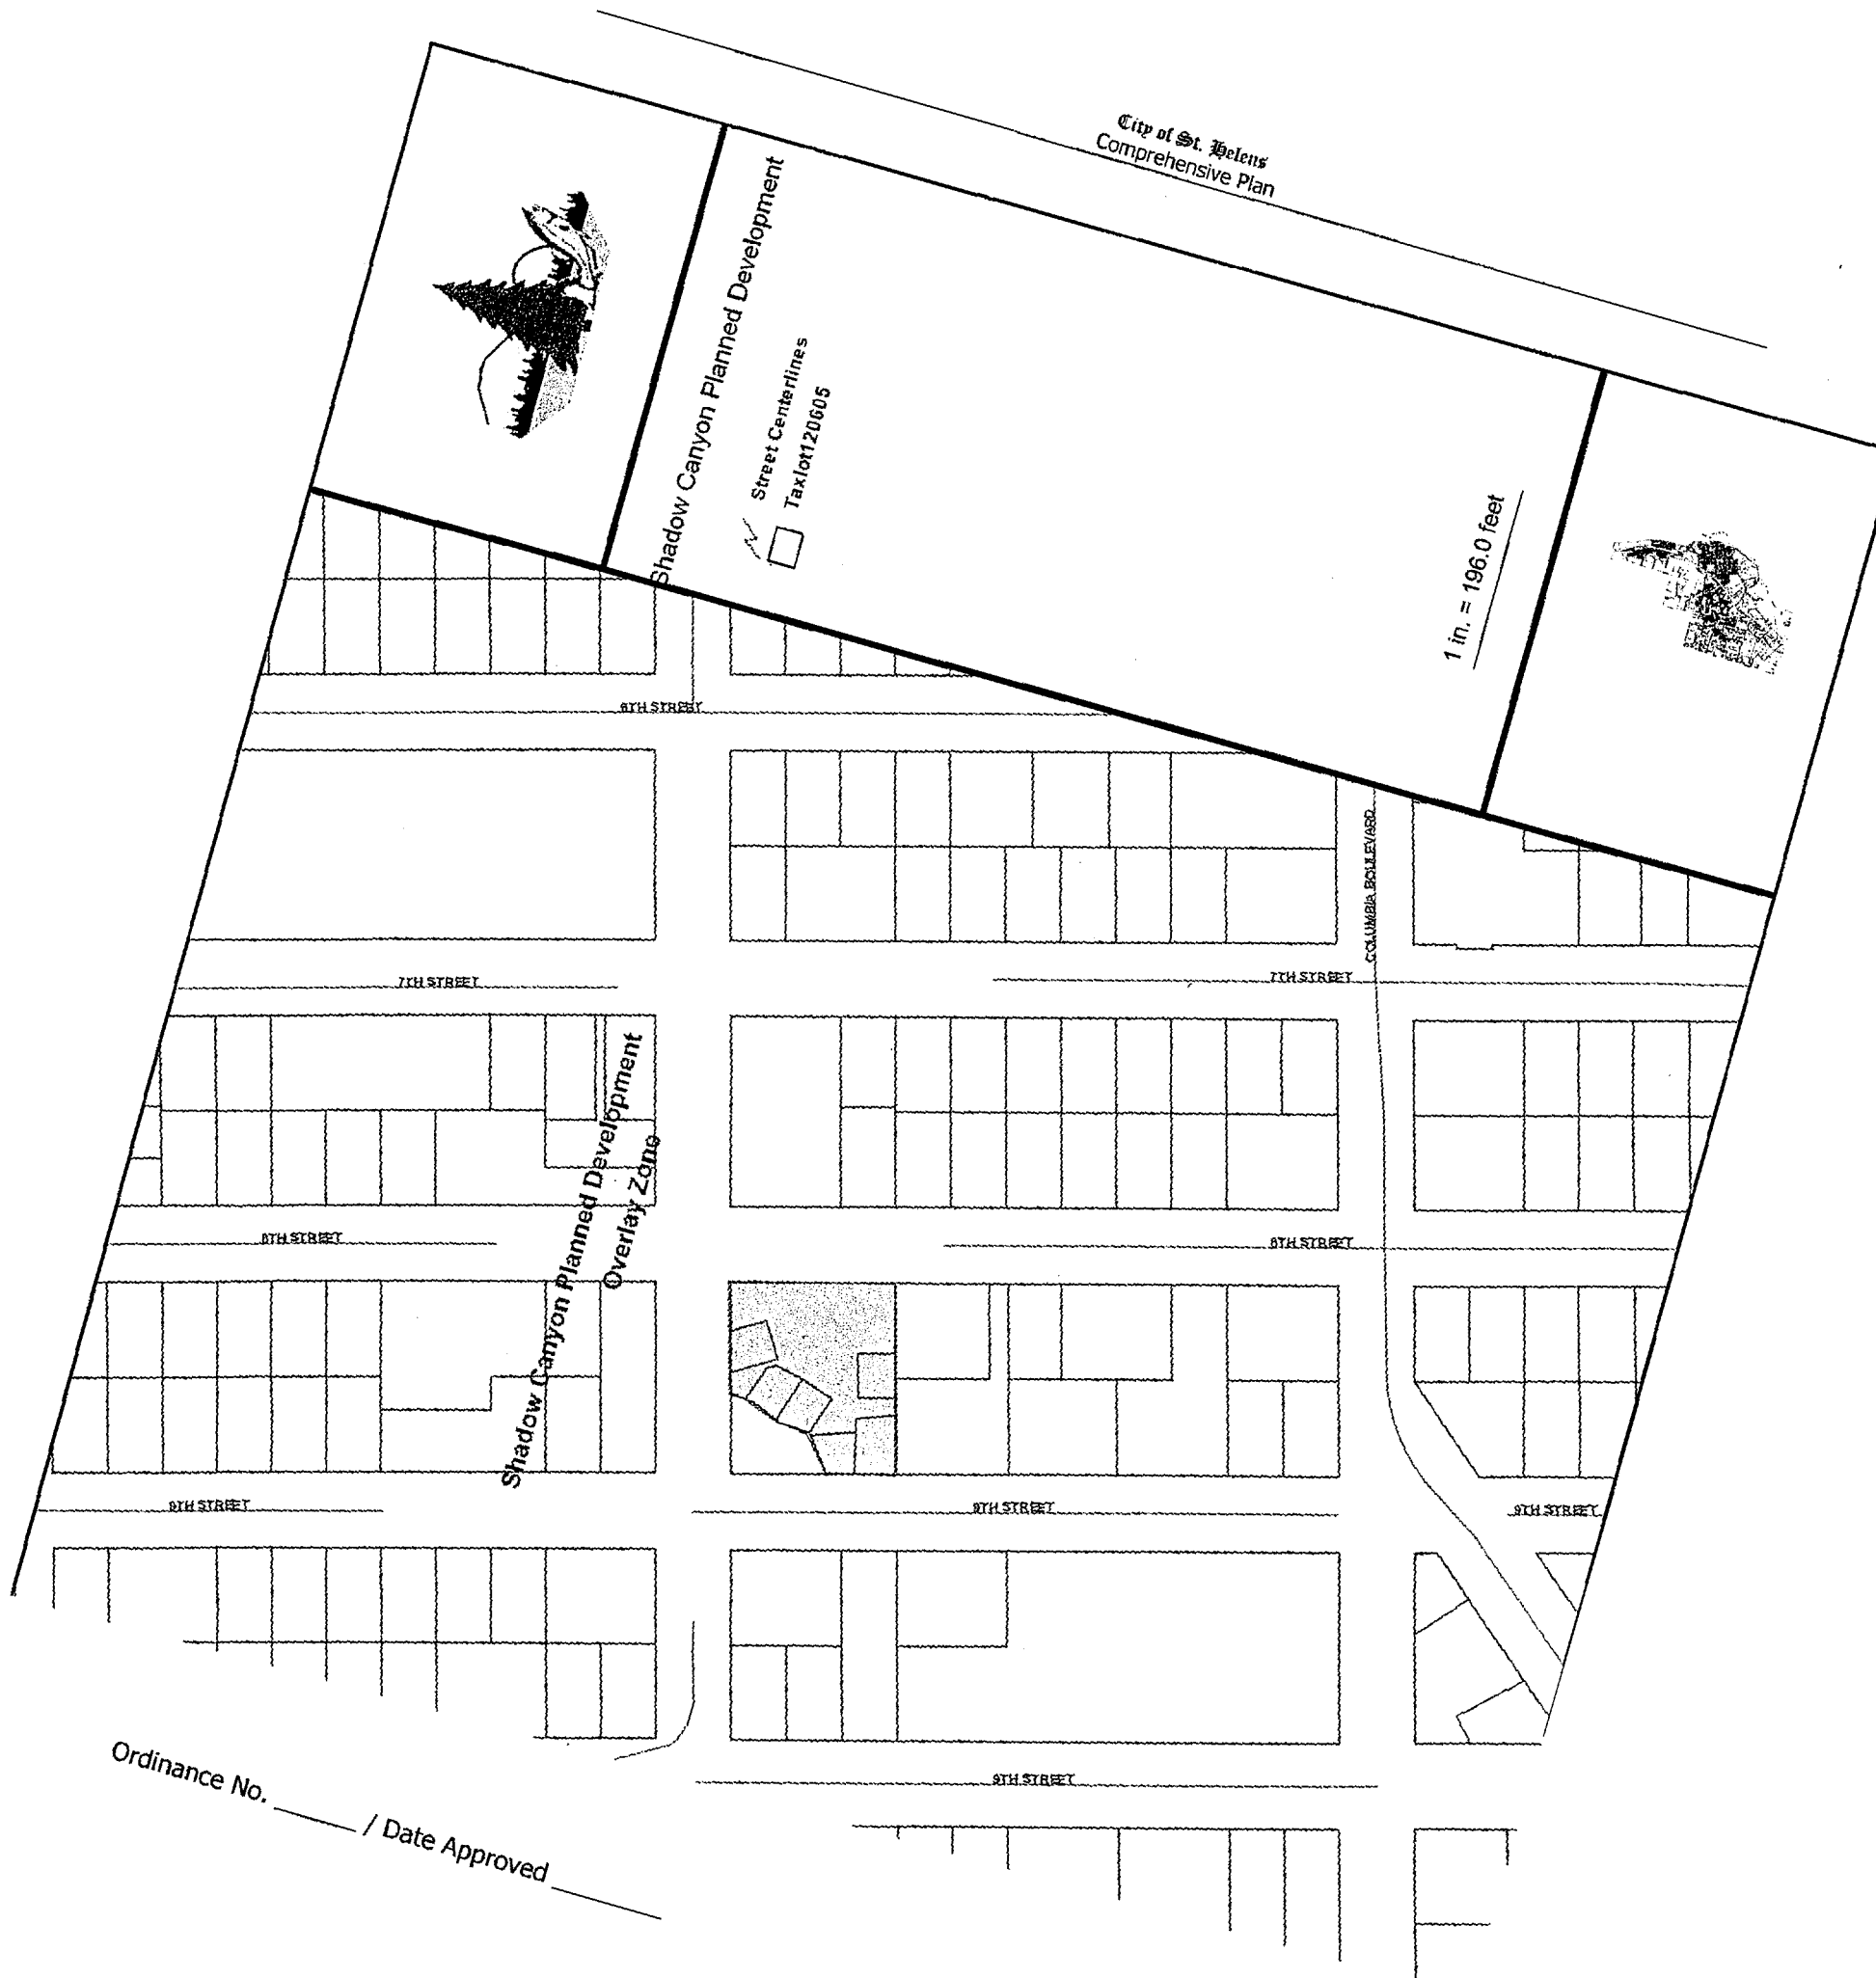 City of St. Helens
Comprehensive Plan
Shadow Canyon Planned Development
Street Centerlines
Taxlot120605
1 in. = 196.0 feet
6TH STREET
COLUMBIA BOULEVARD
7TH STREET
7TH STREET
Shadow Canyon Planned Development
Overlay Zone
8TH STREET
8TH STREET
9TH STREET
9TH STREET
9TH STREET
9TH STREET
Ordinance No. ______ / Date Approved ________